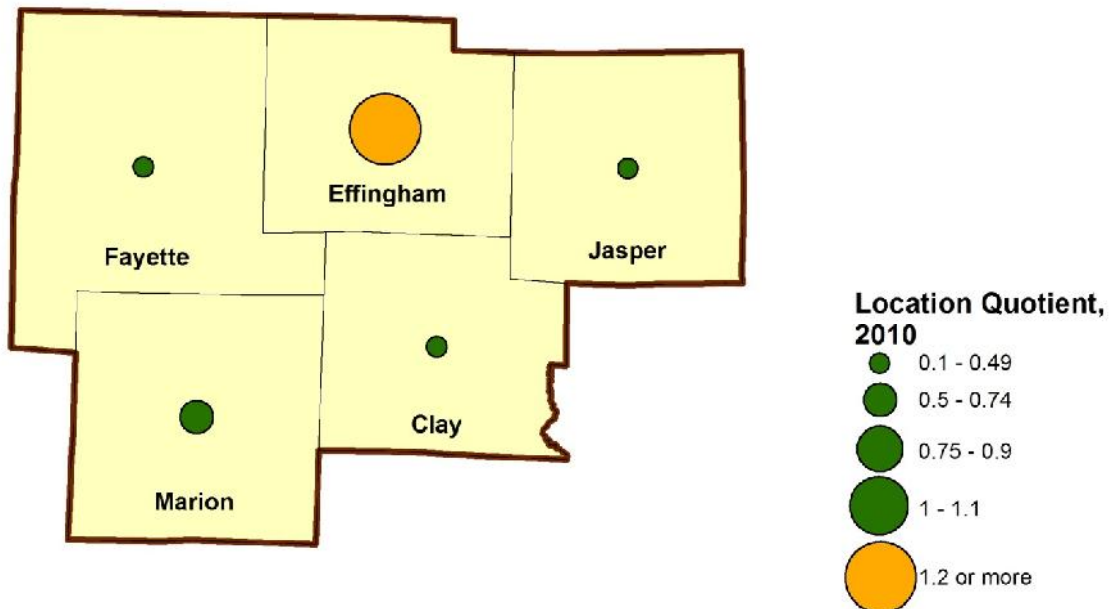 Effingham
Fayette
Jasper
Clay
Marion
Location Quotient,
2010
0.1 - 0.49
0.5 - 0.74
0.75 - 0.9
1 - 1.1
1.2 or more